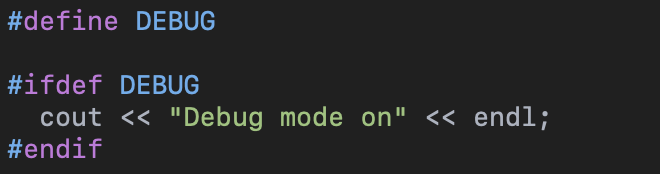 #define DEBUG
#ifdef DEBUG
  cout << "Debug mode on" << endl;
#endif